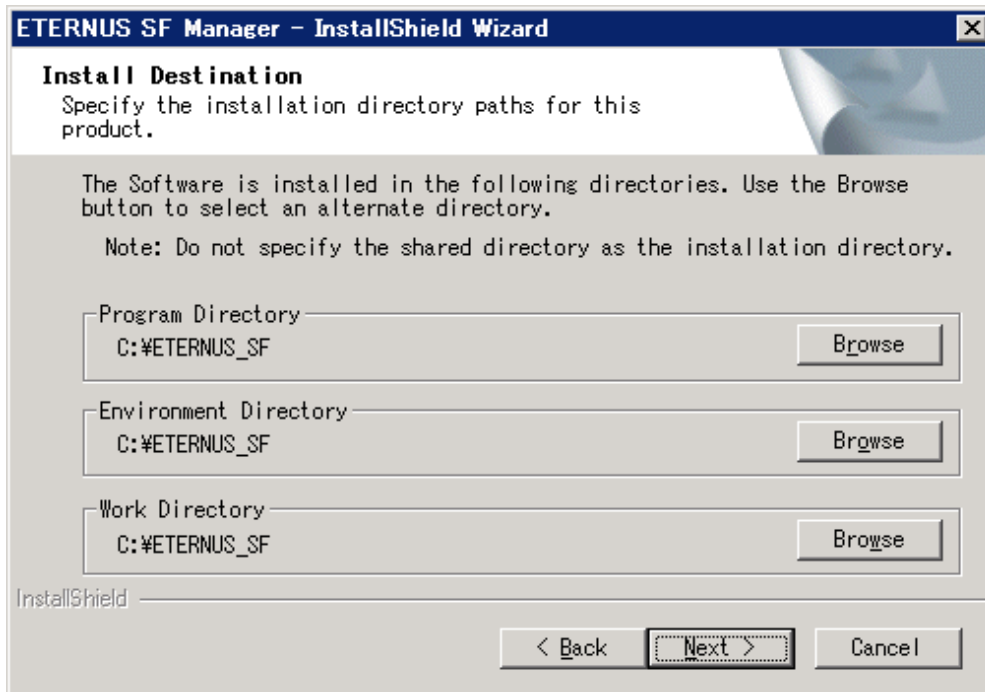 ETERNUS SF Manager - InstallShield Wizard
Install Destination
Specify the installation directory paths for this
product.
The Software is installed in the following directories. Use the Browse
button to select an alternate directory.
Note: Do not specify the shared directory as the installation directory.
Program Directory
C:¥ETERNUS_SF
Browse
Environment Directory
C:¥ETERNUS_SF
Browse
Work Directory
C:¥ETERNUS_SF
Browse
InstallShield
< Back
Next >
Cancel